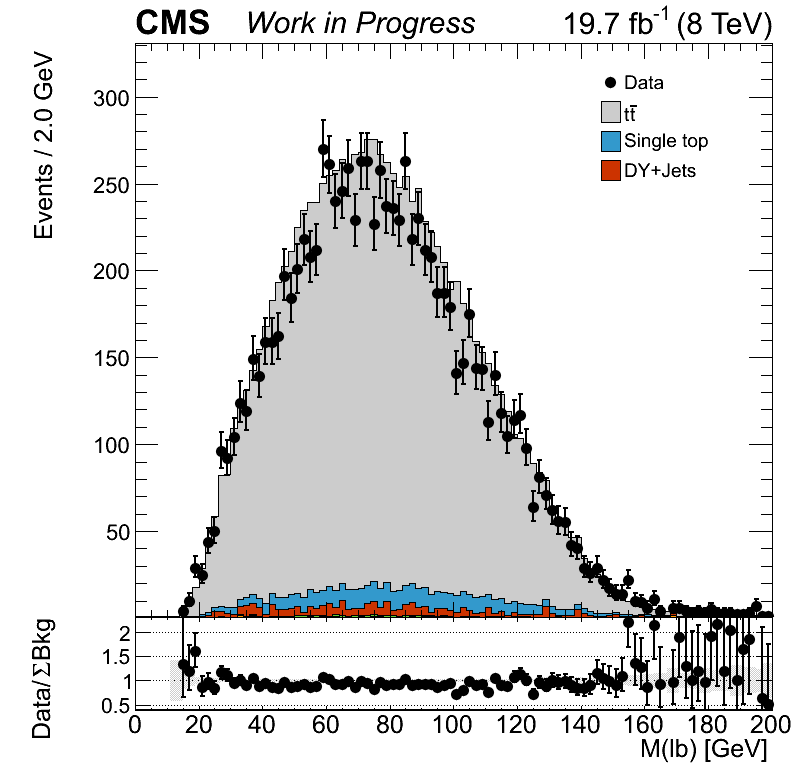 CMS Work in Progress 19.7 fb⁻¹ (8 TeV)
Events / 2.0 GeV
300
250
200
150
100
50
Data
tt̄
Single top
DY+Jets
Data/ΣBkg
2
1.5
1
0.5
0 20 40 60 80 100 120 140 160 180 200
M(lb) [GeV]